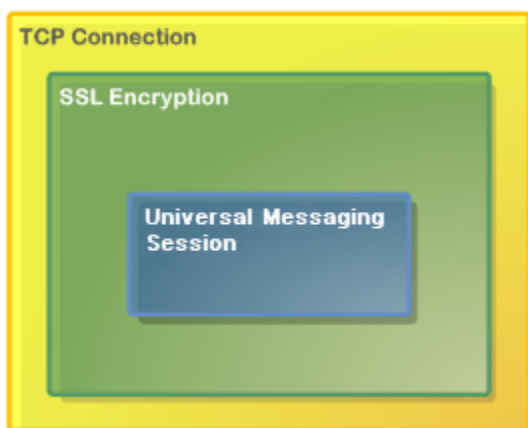 TCP Connection
SSL Encryption
Universal Messaging
Session